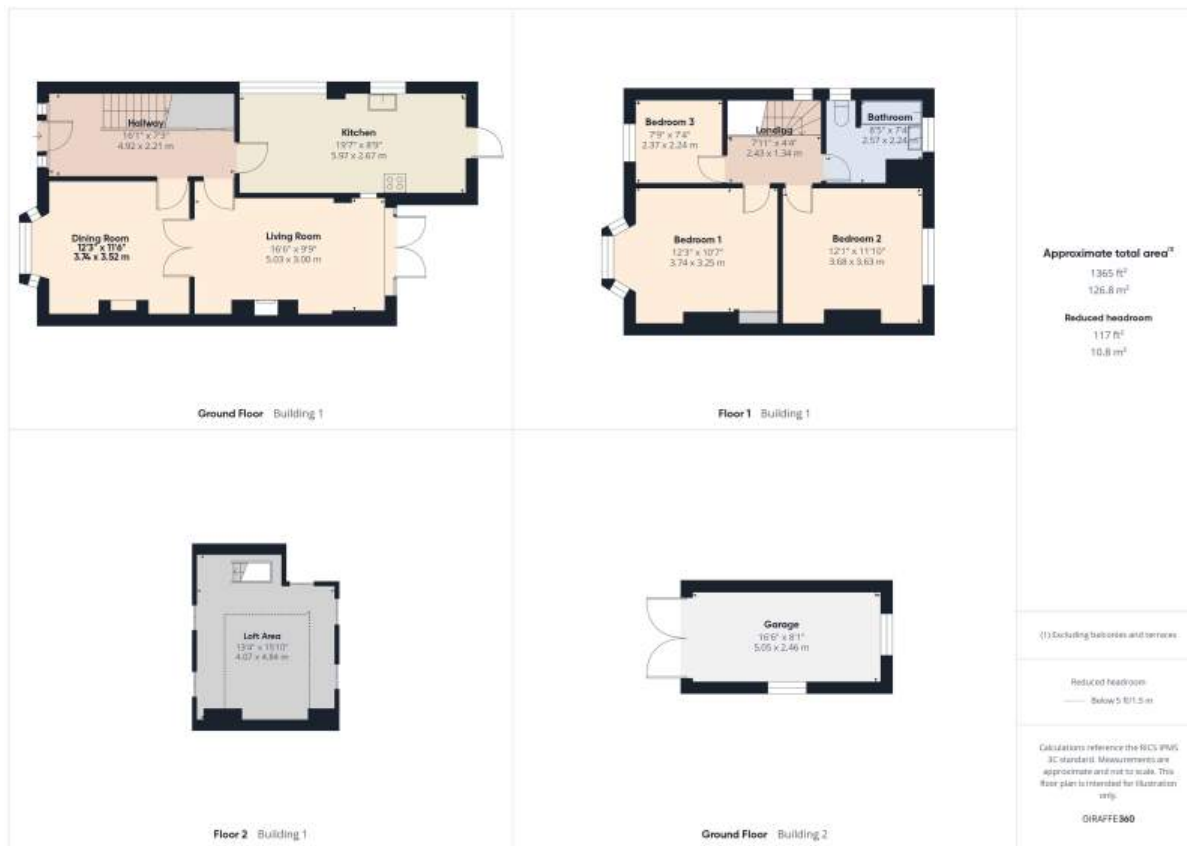 Hallway
16'1" x 7'3"
4.92 x 2.21 m
Kitchen
19'7" x 8'9"
5.97 x 2.67 m
Dining Room
12'3" x 11'6"
3.74 x 3.52 m
Living Room
16'6" x 9'9"
5.03 x 3.00 m
Ground Floor Building 1
Bedroom 3
7'9" x 7'4"
2.37 x 2.24 m
Landing
7'11" x 4'4"
2.43 x 1.34 m
Bathroom
8'5" x 7'4"
2.57 x 2.24 m
Bedroom 1
12'3" x 10'7"
3.74 x 3.25 m
Bedroom 2
12'1" x 11'10"
3.68 x 3.63 m
Floor 1 Building 1
Loft Area
13'4" x 15'10"
4.07 x 4.84 m
Floor 2 Building 1
Garage
16'6" x 8'1"
5.05 x 2.46 m
Ground Floor Building 2
Approximate total area(1)
1365 ft²
126.8 m²
Reduced headroom
117 ft²
10.8 m²
(1) Excluding balconies and terraces
Reduced headroom
Below 5 ft/1.5 m
Calculations reference the RICS IPMS
3C standard. Measurements are
approximate and not to scale. This
floor plan is intended for illustration
only.
GIRAFFE360